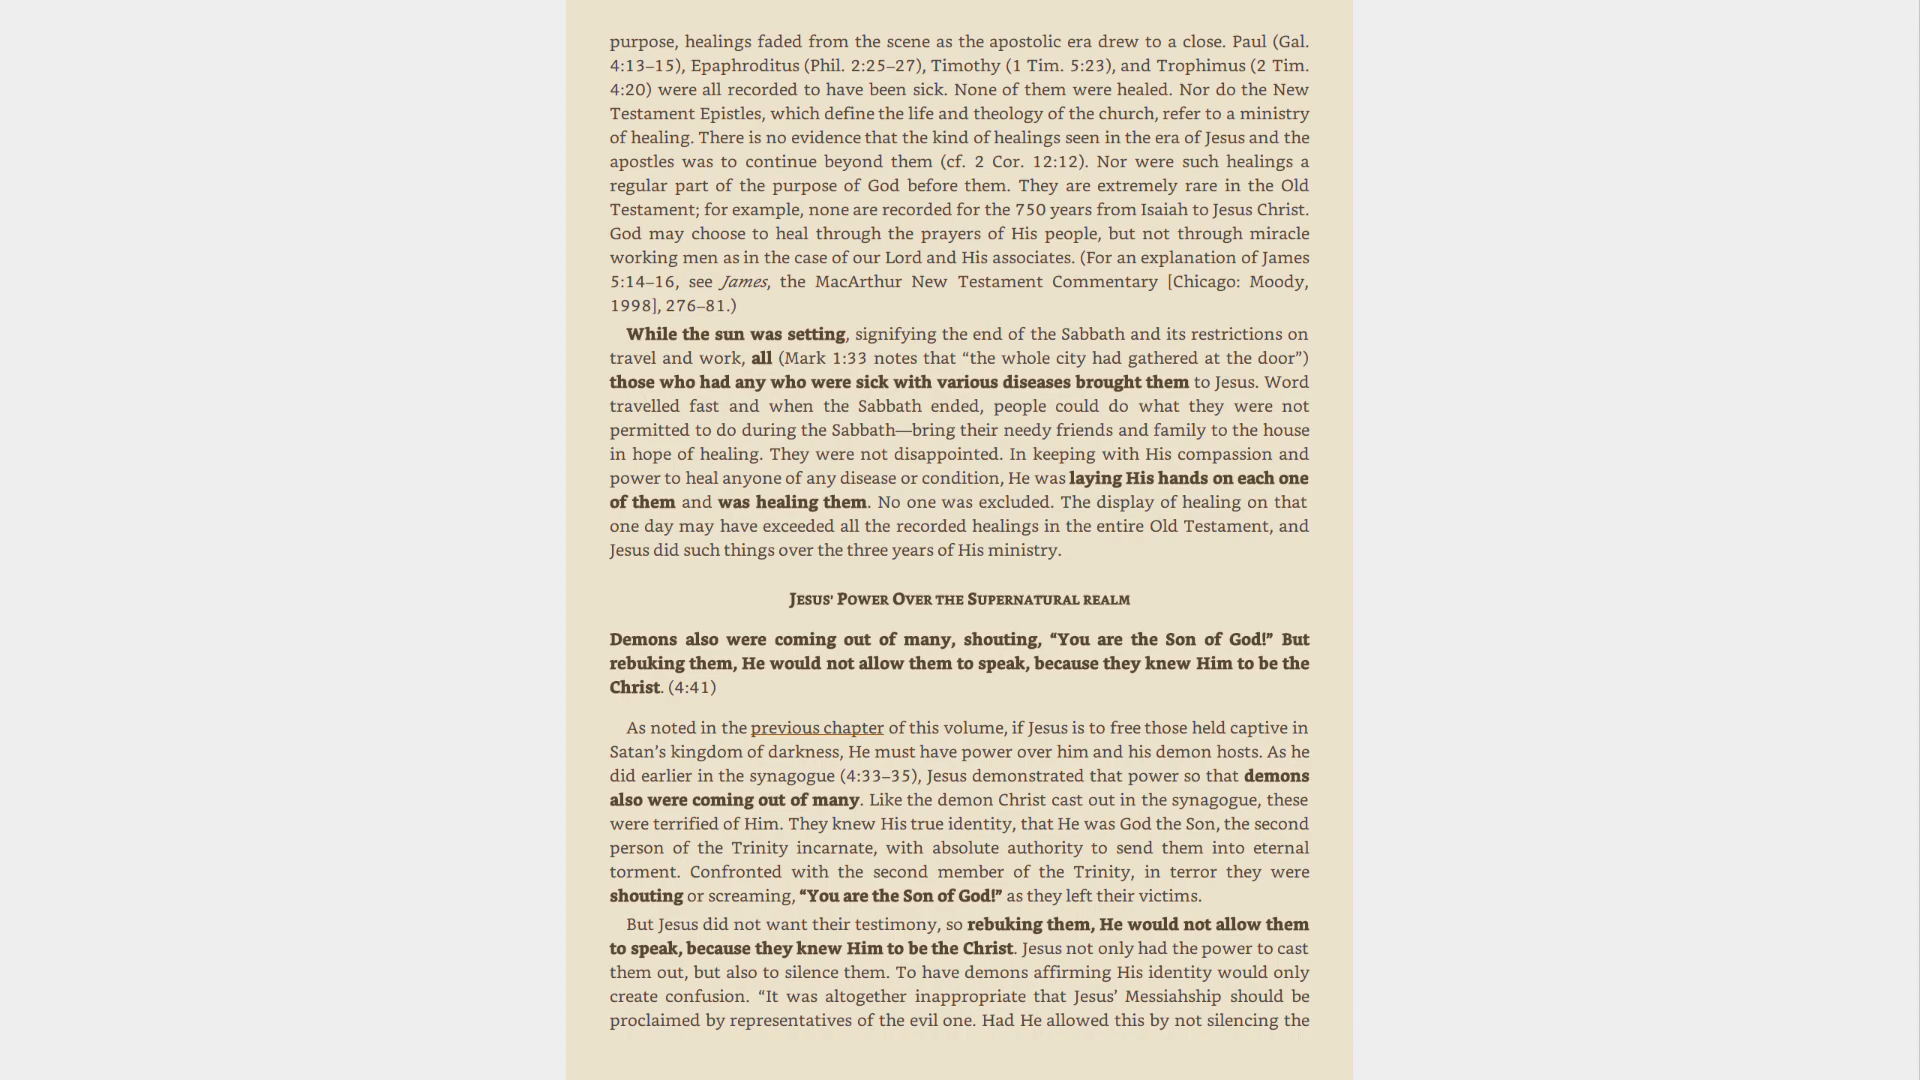 purpose, healings faded from the scene as the apostolic era drew to a close. Paul (Gal.
4:13–15), Epaphroditus (Phil. 2:25–27), Timothy (1 Tim. 5:23), and Trophimus (2 Tim.
4:20) were all recorded to have been sick. None of them were healed. Nor do the New
Testament Epistles, which define the life and theology of the church, refer to a ministry
of healing. There is no evidence that the kind of healings seen in the era of Jesus and the
apostles was to continue beyond them (cf. 2 Cor. 12:12). Nor were such healings a
regular part of the purpose of God before them. They are extremely rare in the Old
Testament; for example, none are recorded for the 750 years from Isaiah to Jesus Christ.
God may choose to heal through the prayers of His people, but not through miracle
working men as in the case of our Lord and His associates. (For an explanation of James
5:14–16, see James, the MacArthur New Testament Commentary [Chicago: Moody,
1998], 276–81.)
While the sun was setting, signifying the end of the Sabbath and its restrictions on
travel and work, all (Mark 1:33 notes that “the whole city had gathered at the door”)
those who had any who were sick with various diseases brought them to Jesus. Word
travelled fast and when the Sabbath ended, people could do what they were not
permitted to do during the Sabbath—bring their needy friends and family to the house
in hope of healing. They were not disappointed. In keeping with His compassion and
power to heal anyone of any disease or condition, He was laying His hands on each one
of them and was healing them. No one was excluded. The display of healing on that
one day may have exceeded all the recorded healings in the entire Old Testament, and
Jesus did such things over the three years of His ministry.
Jesus' Power Over the Supernatural realm
Demons also were coming out of many, shouting, “You are the Son of God!” But
rebuking them, He would not allow them to speak, because they knew Him to be the
Christ. (4:41)
As noted in the previous chapter of this volume, if Jesus is to free those held captive in
Satan’s kingdom of darkness, He must have power over him and his demon hosts. As he
did earlier in the synagogue (4:33–35), Jesus demonstrated that power so that demons
also were coming out of many. Like the demon Christ cast out in the synagogue, these
were terrified of Him. They knew His true identity, that He was God the Son, the second
person of the Trinity incarnate, with absolute authority to send them into eternal
torment. Confronted with the second member of the Trinity, in terror they were
shouting or screaming, “You are the Son of God!” as they left their victims.
But Jesus did not want their testimony, so rebuking them, He would not allow them
to speak, because they knew Him to be the Christ. Jesus not only had the power to cast
them out, but also to silence them. To have demons affirming His identity would only
create confusion. “It was altogether inappropriate that Jesus’ Messiahship should be
proclaimed by representatives of the evil one. Had He allowed this by not silencing the